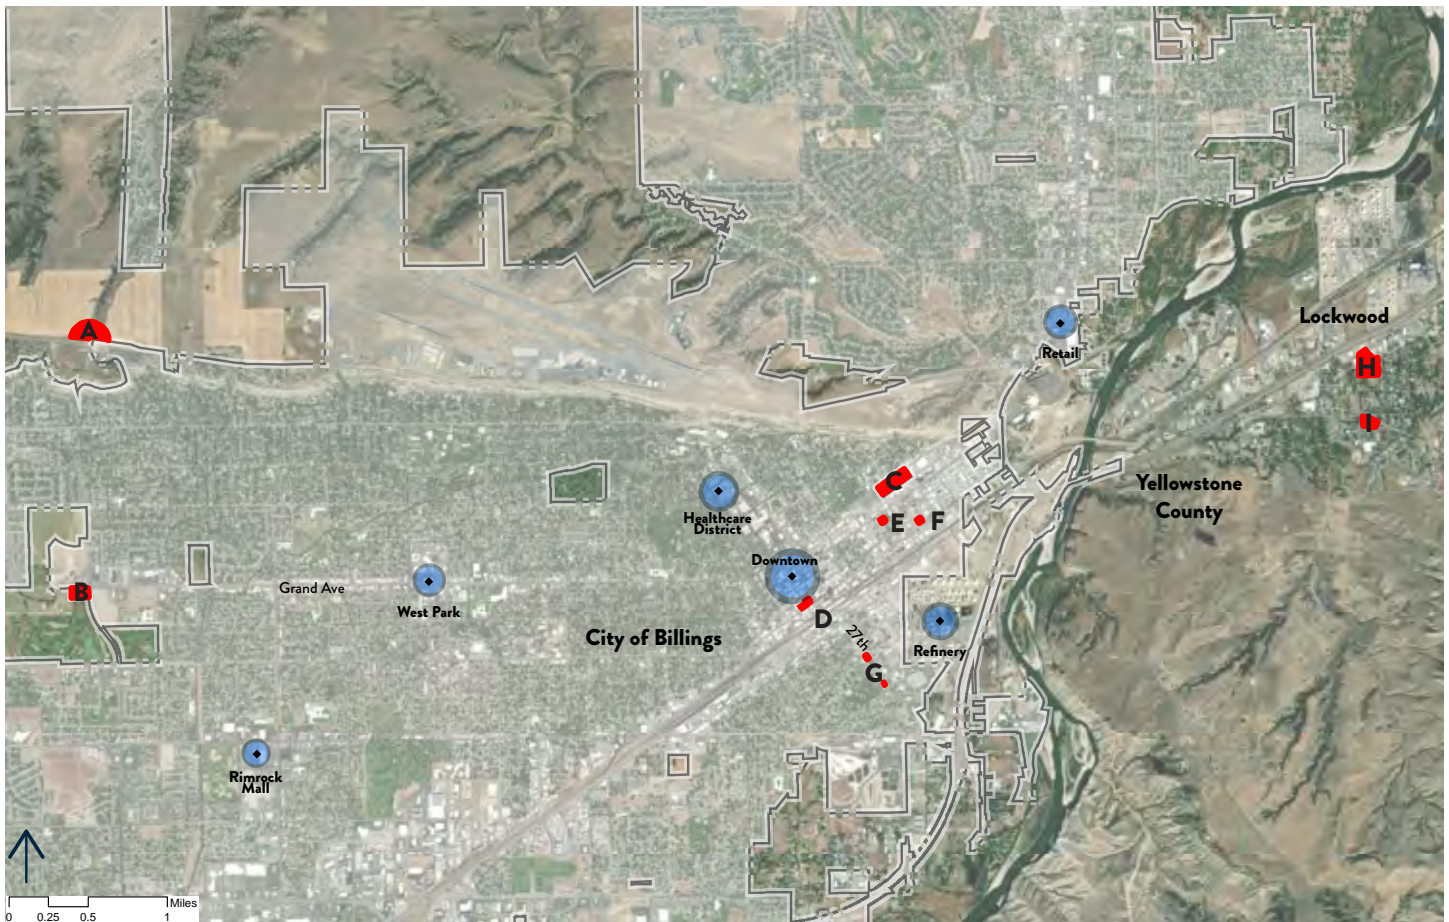 Lockwood
A
Retail
H
I
C
Yellowstone
County
Healthcare
District
E
F
Downtown
B
Grand Ave
West Park
D
27th
City of Billings
Refinery
G
Rimrock
Mall
Miles
0
0.25
0.5
1